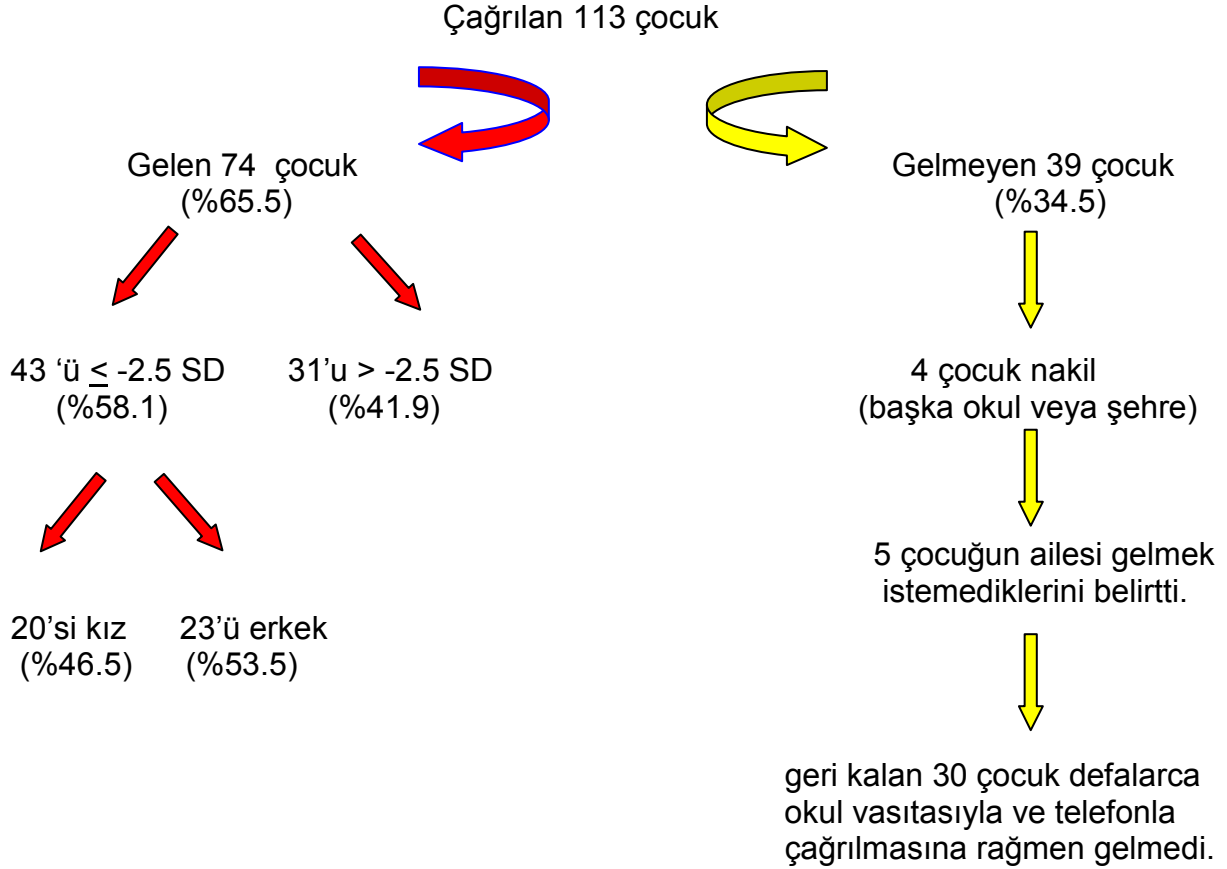 Çağrılan 113 çocuk
Gelen 74 çocuk
(%65.5)
Gelmeyen 39 çocuk
(%34.5)
43 ‘ü ≤ -2.5 SD
(%58.1)
31’u > -2.5 SD
(%41.9)
4 çocuk nakil
(başka okul veya şehre)
5 çocuğun ailesi gelmek
istemediklerini belirtti.
20’si kız
(%46.5)
23’ü erkek
(%53.5)
geri kalan 30 çocuk defalarca
okul vasıtasıyla ve telefonla
çağrılmasına rağmen gelmedi.